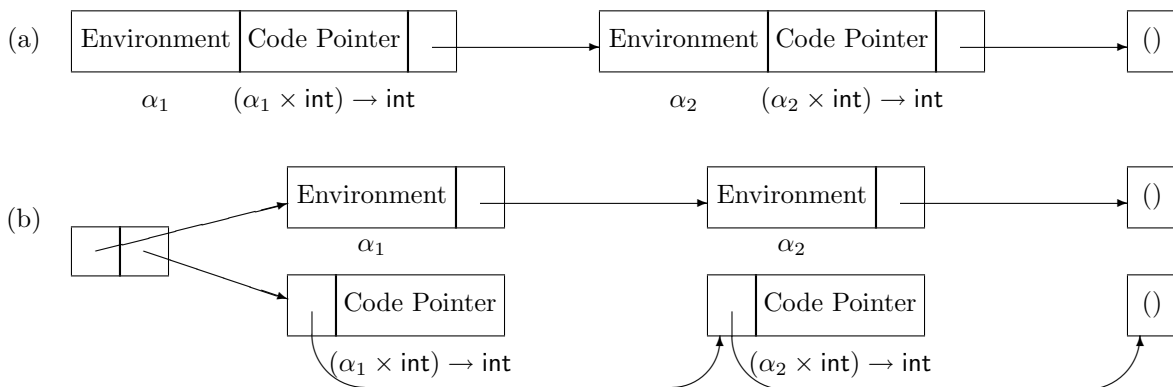 (a) Environment Code Pointer Environment Code Pointer ()
α₁ (α₁ × int) → int α₂ (α₂ × int) → int
(b) Environment Environment ()
α₁ α₂
Code Pointer Code Pointer ()
(α₁ × int) → int (α₂ × int) → int